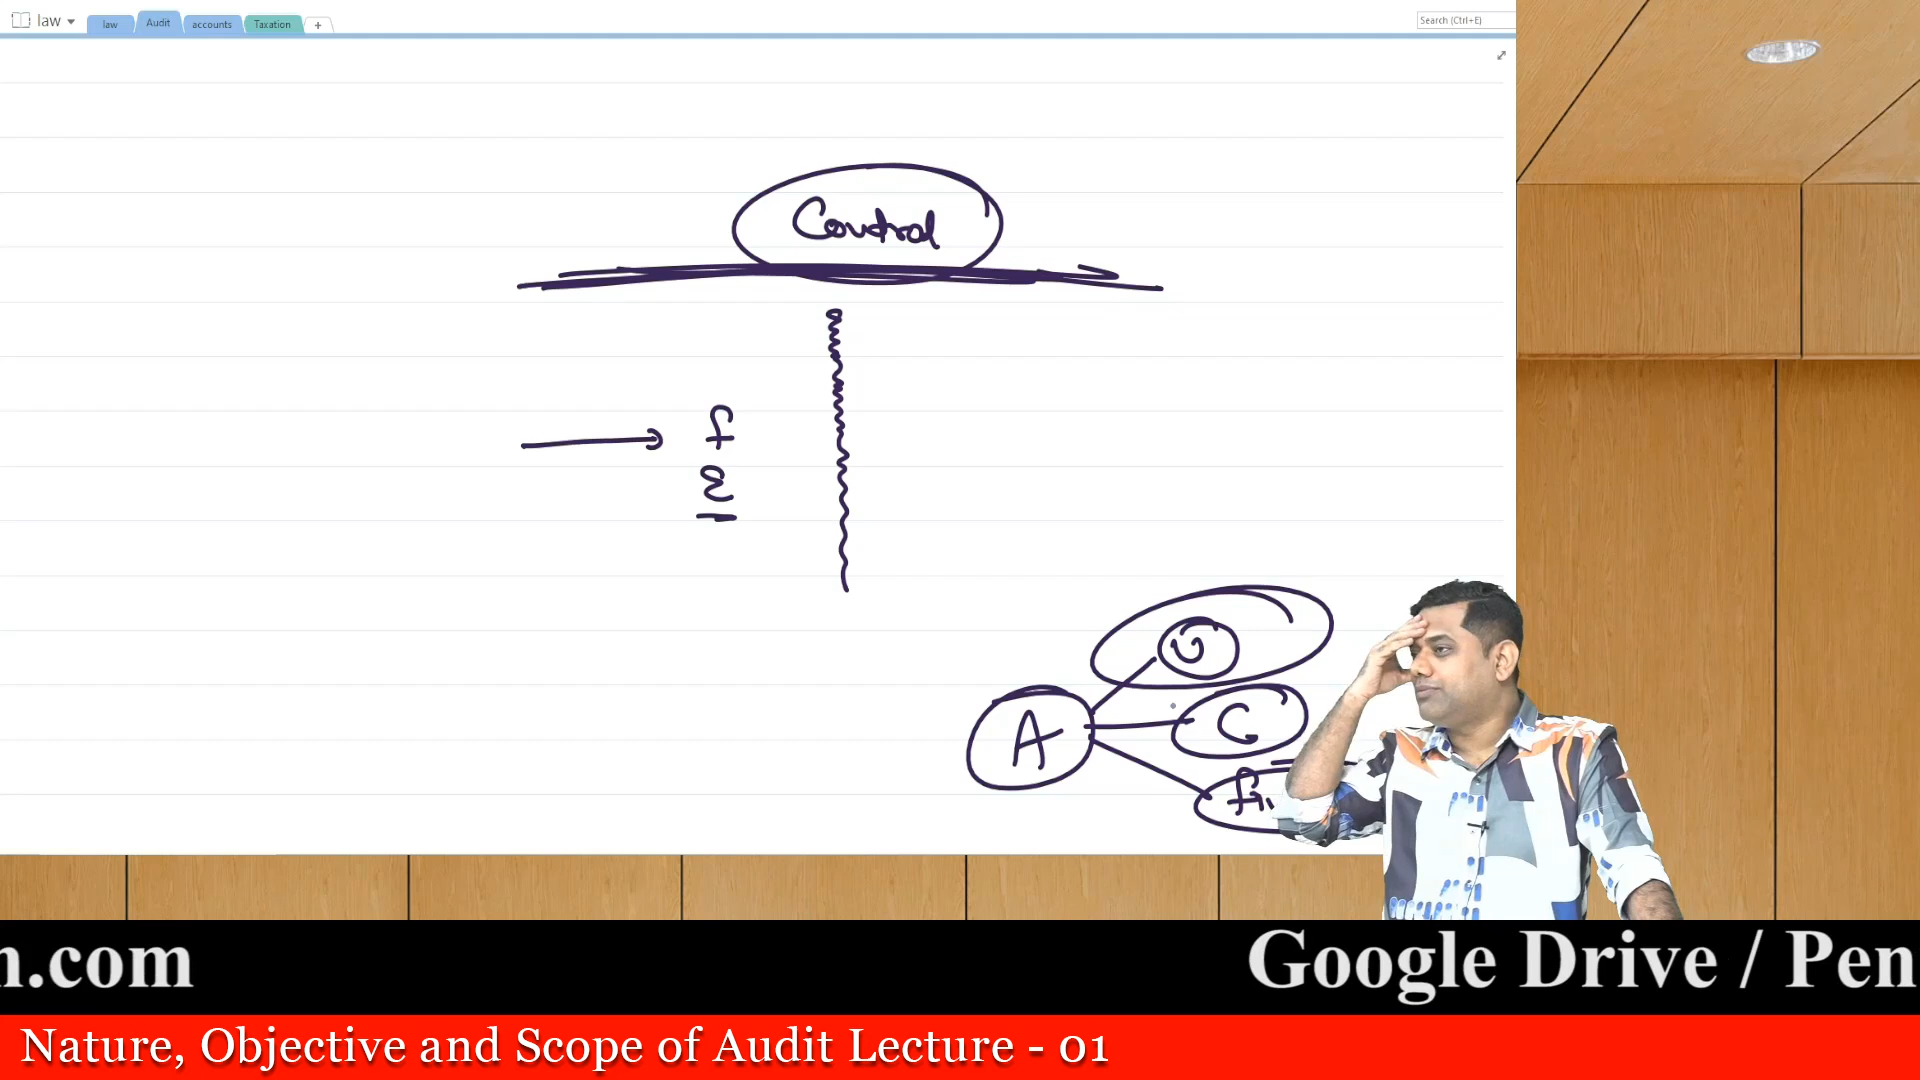 law
law Audit accounts Taxation +
Search (Ctrl+E)
Control
f
U
A C
n.com Google Drive / Pen
Nature, Objective and Scope of Audit Lecture - 01